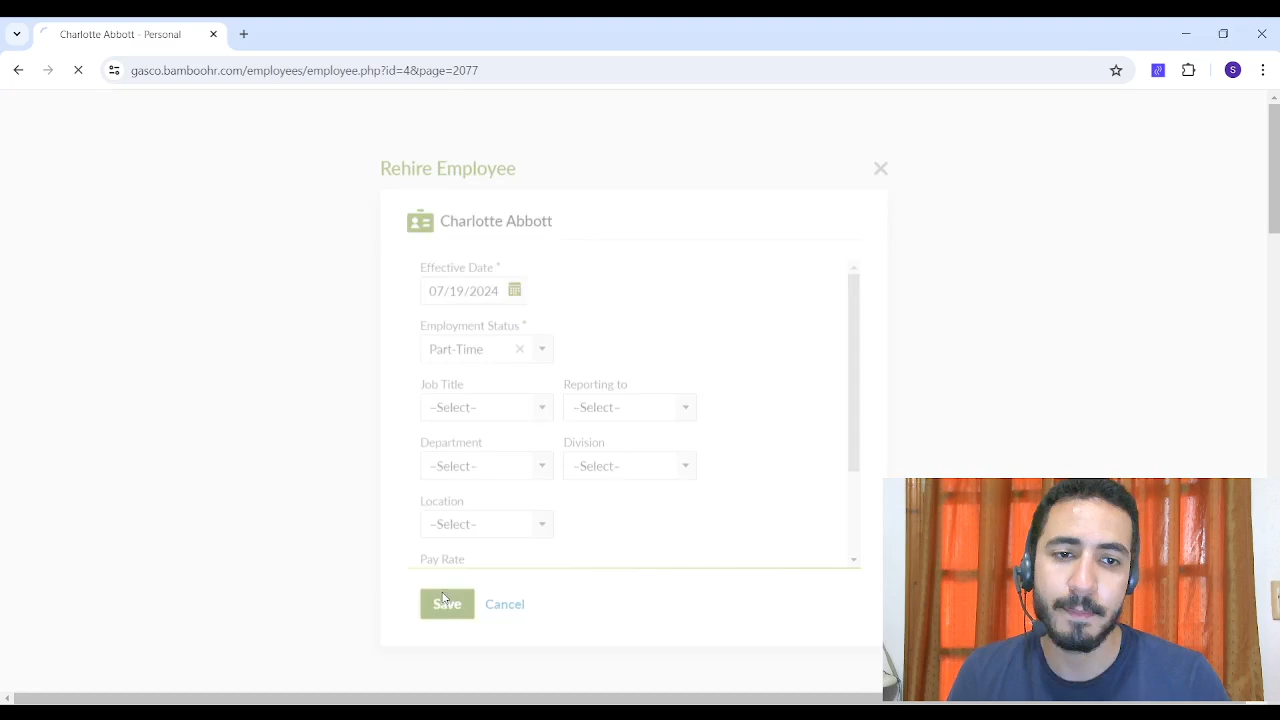 Charlotte Abbott - Personal
gasco.bamboohr.com/employees/employee.php?id=4&page=2077
S
Rehire Employee
Charlotte Abbott
Effective Date *
07/19/2024
Employment Status *
Part-Time
Job Title Reporting to
–Select– –Select–
Department Division
–Select– –Select–
Location
–Select–
Pay Rate
Save Cancel